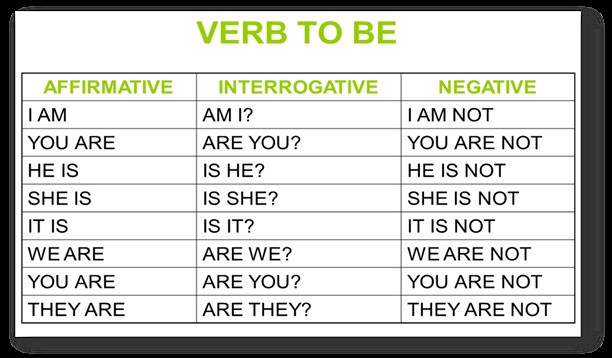 VERB TO BE
AFFIRMATIVE INTERROGATIVE NEGATIVE
I AM AM I? I AM NOT
YOU ARE ARE YOU? YOU ARE NOT
HE IS IS HE? HE IS NOT
SHE IS IS SHE? SHE IS NOT
IT IS IS IT? IT IS NOT
WE ARE ARE WE? WE ARE NOT
YOU ARE ARE YOU? YOU ARE NOT
THEY ARE ARE THEY? THEY ARE NOT